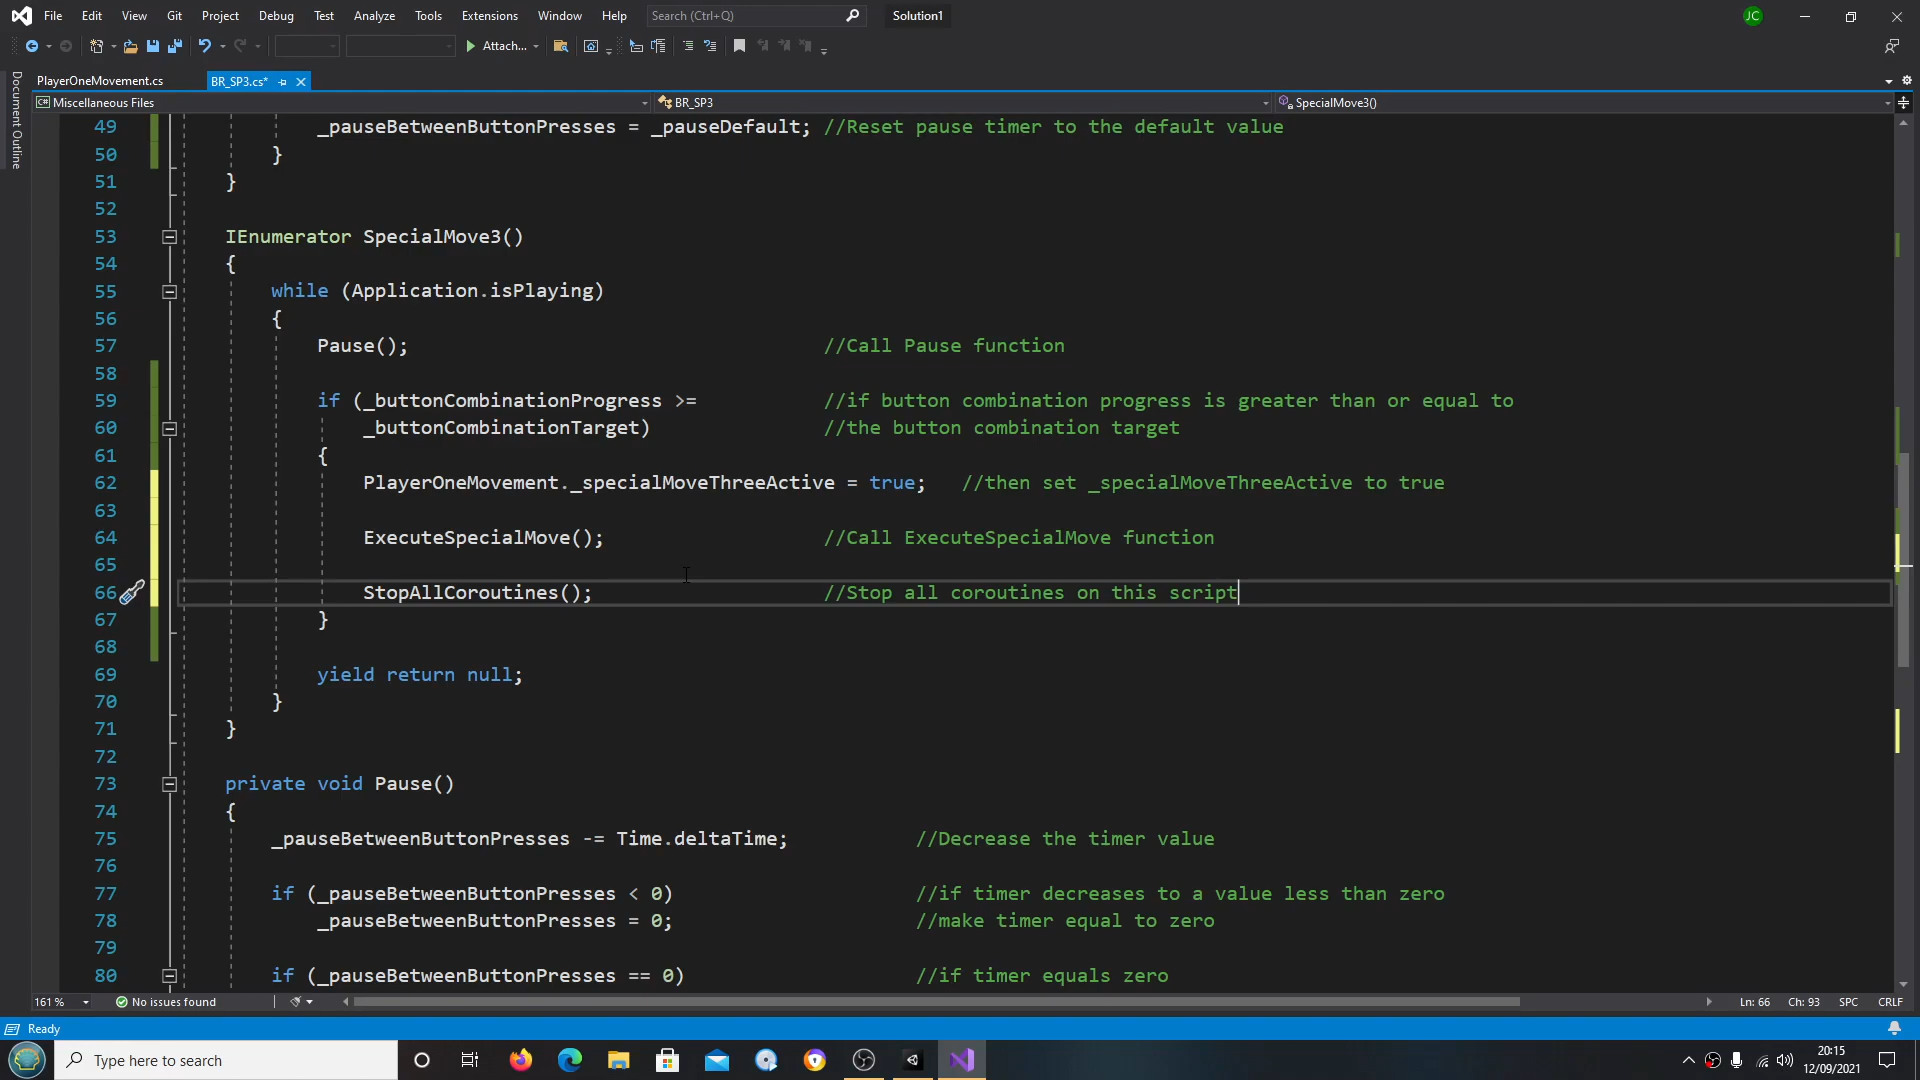 File Edit View Git Project Debug Test Analyze Tools Extensions Window Help Search (Ctrl+Q) Solution1 JC
Attach...
PlayerOneMovement.cs BR_SP3.cs*
Document Outline
C# Miscellaneous Files BR_SP3 SpecialMove3()
49 _pauseBetweenButtonPresses = _pauseDefault; //Reset pause timer to the default value
50 }
51 }
52
53 IEnumerator SpecialMove3()
54 {
55 while (Application.isPlaying)
56 {
57 Pause(); //Call Pause function
58
59 if (_buttonCombinationProgress >= //if button combination progress is greater than or equal to
60 _buttonCombinationTarget) //the button combination target
61 {
62 PlayerOneMovement._specialMoveThreeActive = true; //then set _specialMoveThreeActive to true
63
64 ExecuteSpecialMove(); //Call ExecuteSpecialMove function
65
66 StopAllCoroutines(); //Stop all coroutines on this script
67 }
68
69 yield return null;
70 }
71 }
72
73 private void Pause()
74 {
75 _pauseBetweenButtonPresses -= Time.deltaTime; //Decrease the timer value
76
77 if (_pauseBetweenButtonPresses < 0) //if timer decreases to a value less than zero
78 _pauseBetweenButtonPresses = 0; //make timer equal to zero
79
80 if (_pauseBetweenButtonPresses == 0) //if timer equals zero
161 % No issues found Ln: 66 Ch: 93 SPC CRLF
Ready
Type here to search
20:15
12/09/2021